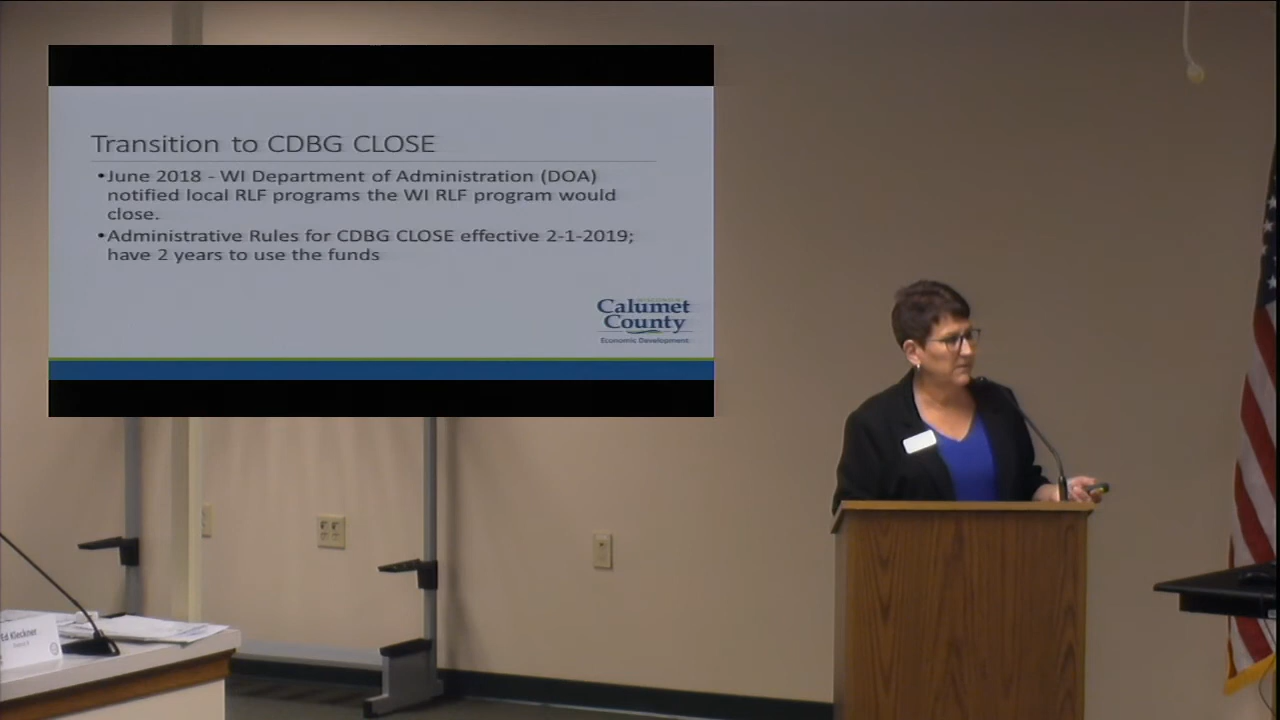 Transition to CDBG CLOSE
•June 2018 - WI Department of Administration (DOA)
notified local RLF programs the WI RLF program would
close.
•Administrative Rules for CDBG CLOSE effective 2-1-2019;
have 2 years to use the funds
Calumet
County
Economic Development
Ed Kleckner